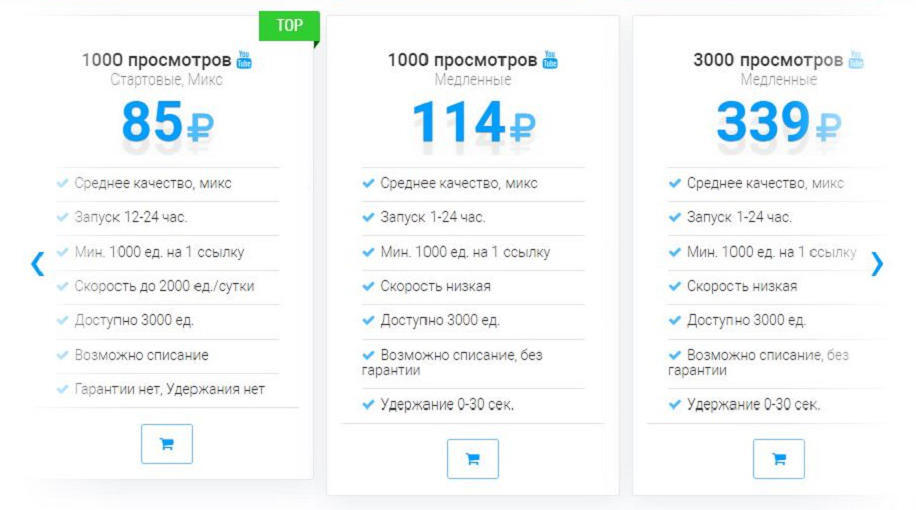 TOP
1000 просмотров You Tube
Стартовые, Микс
85₽
Среднее качество, микс
Запуск 12-24 час.
Мин. 1000 ед. на 1 ссылку
Скорость до 2000 ед./сутки
Доступно 3000 ед.
Возможно списание
Гарантии нет, Удержания нет
1000 просмотров You Tube
Медленные
114₽
Среднее качество, микс
Запуск 1-24 час.
Мин. 1000 ед. на 1 ссылку
Скорость низкая
Доступно 3000 ед.
Возможно списание, без
гарантии
Удержание 0-30 сек.
3000 просмотров You Tube
Медленные
339₽
Среднее качество, микс
Запуск 1-24 час.
Мин. 1000 ед. на 1 ссылку
Скорость низкая
Доступно 3000 ед.
Возможно списание, без
гарантии
Удержание 0-30 сек.